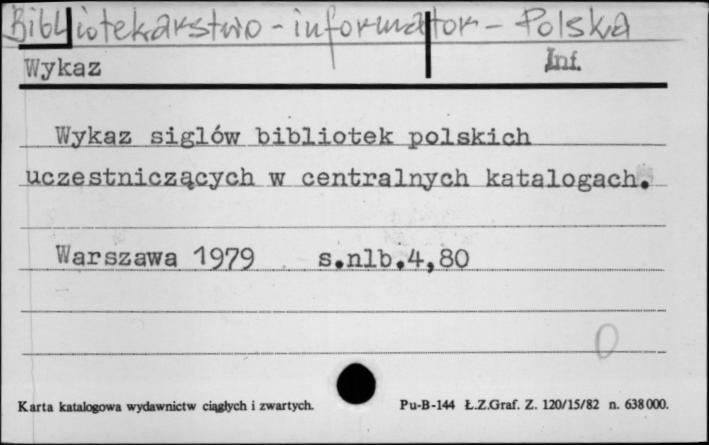 Bibliotekarstwo - informator - Polska
Wykaz Inf.
Wykaz siglów bibliotek polskich
uczestniczących w centralnych katalogach.
Warszawa 1979 s.nlb.4,80
0
Karta katalogowa wydawnictw ciągłych i zwartych. Pu-B-144 Ł.Z.Graf. Z. 120/15/82 n. 638000.